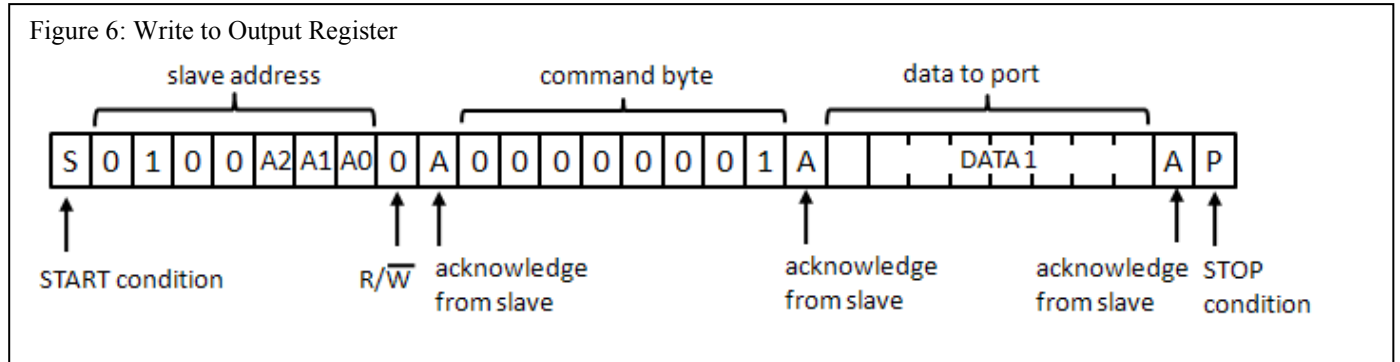 Figure 6: Write to Output Register
slave address command byte data to port
S 0 1 0 0 A2 A1 A0 0 A 0 0 0 0 0 0 0 1 A DATA 1 A P
START condition R/W̅ acknowledge from slave acknowledge from slave acknowledge from slave STOP condition